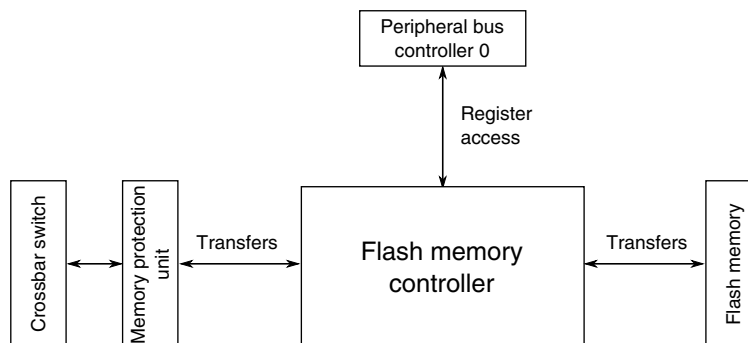 Peripheral bus
controller 0
Register
access
Crossbar switch
Memory protection
unit
Transfers
Flash memory
controller
Transfers
Flash memory